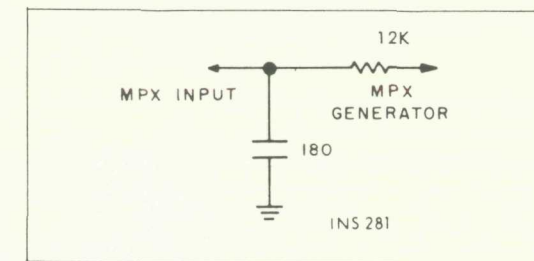 12K
MPX INPUT
MPX
GENERATOR
180
INS 281